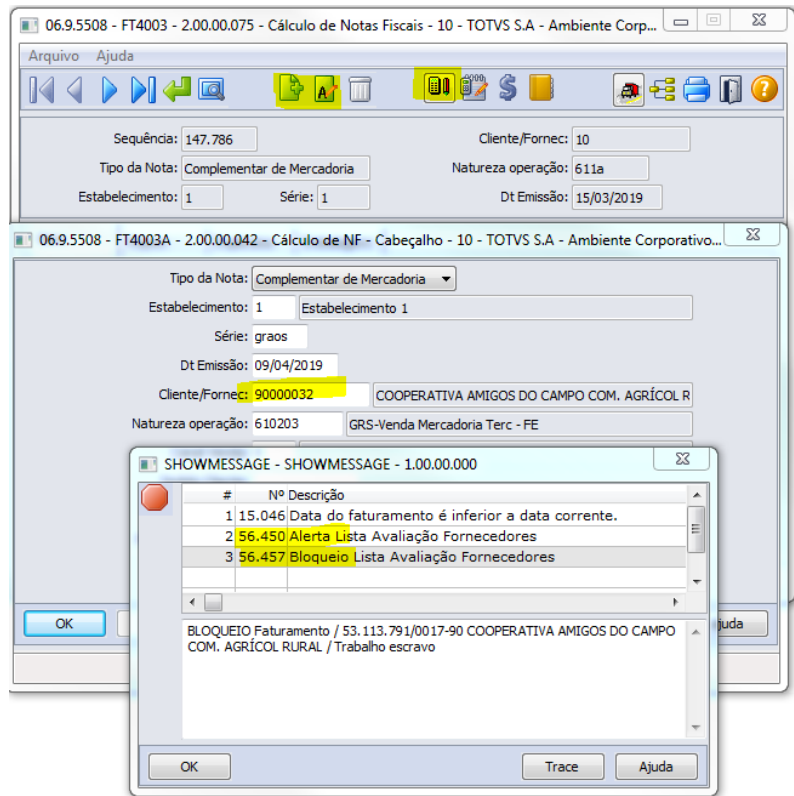 06.9.5508 - FT4003 - 2.00.00.075 - Cálculo de Notas Fiscais - 10 - TOTVS S.A - Ambiente Corp...
Arquivo Ajuda
Sequência: 147.786 Cliente/Fornec: 10
Tipo da Nota: Complementar de Mercadoria Natureza operação: 611a
Estabelecimento: 1 Série: 1 Dt Emissão: 15/03/2019
06.9.5508 - FT4003A - 2.00.00.042 - Cálculo de NF - Cabeçalho - 10 - TOTVS S.A - Ambiente Corporativo...
Tipo da Nota: Complementar de Mercadoria
Estabelecimento: 1 Estabelecimento 1
Série: graos
Dt Emissão: 09/04/2019
Cliente/Fornec: 90000032 COOPERATIVA AMIGOS DO CAMPO COM. AGRÍCOL R
Natureza operação: 610203 GRS-Venda Mercadoria Terc - FE
SHOWMESSAGE - SHOWMESSAGE - 1.00.00.000
# Nº Descrição
1 15.046 Data do faturamento é inferior a data corrente.
2 56.450 Alerta Lista Avaliação Fornecedores
3 56.457 Bloqueio Lista Avaliação Fornecedores
OK juda
BLOQUEIO Faturamento / 53.113.791/0017-90 COOPERATIVA AMIGOS DO CAMPO
COM. AGRÍCOL RURAL / Trabalho escravo
OK Trace Ajuda